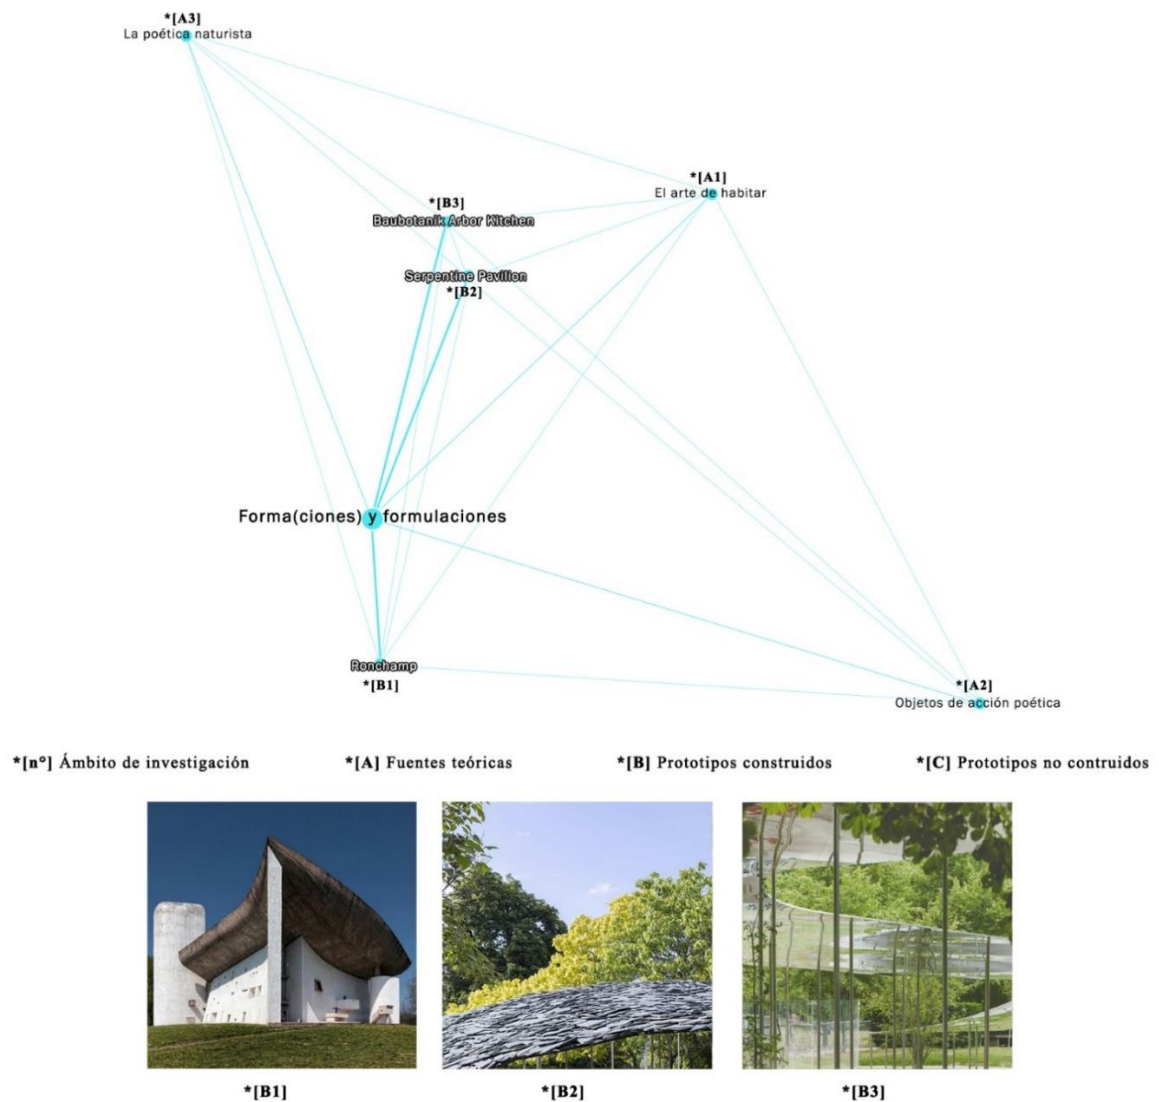 *[A3]
La poética naturista
*[A1]
El arte de habitar
*[B3]
Baubotanik Arbor Kitchen
Serpentine Pavilion
*[B2]
Forma(ciones) y formulaciones
Ronchamp
*[B1]
*[A2]
Objetos de acción poética
*[nº] Ámbito de investigación *[A] Fuentes teóricas *[B] Prototipos construidos *[C] Prototipos no contruidos
*[B1] *[B2] *[B3]